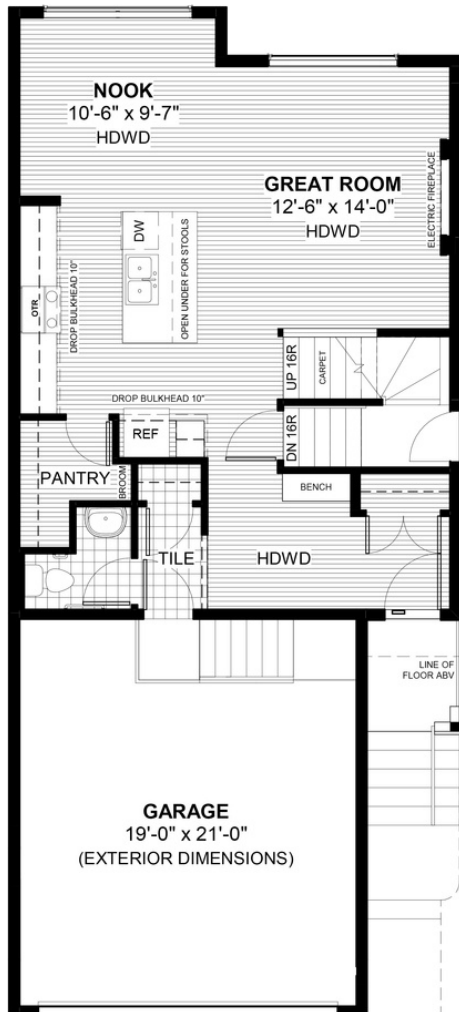 NOOK
10'-6" x 9'-7"
HDWD
GREAT ROOM
12'-6" x 14'-0"
HDWD
ELECTRIC FIREPLACE
DW
OPEN UNDER FOR STOOLS
OTR
DROP BULKHEAD 10"
UP 16R
CARPET
DROP BULKHEAD 10"
REF
DN 16R
PANTRY
BROOM
BENCH
TILE
HDWD
LINE OF
FLOOR ABV
GARAGE
19'-0" x 21'-0"
(EXTERIOR DIMENSIONS)